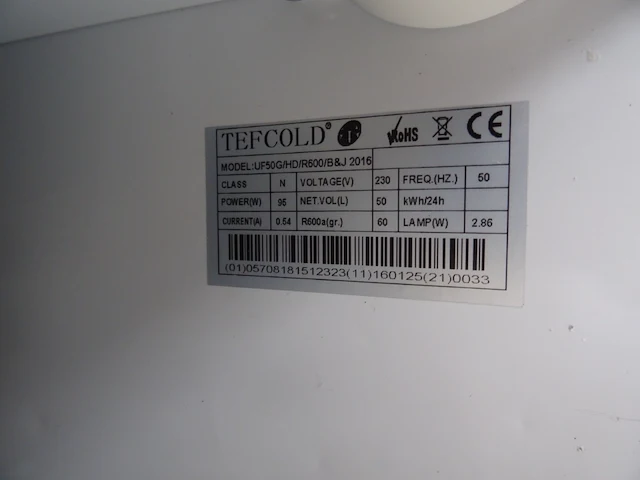 TEFCOLD® RoHS CE
MODEL:UF50G/HD/R600/B&J 2016
CLASS N VOLTAGE(V) 230 FREQ.(HZ.) 50
POWER(W) 95 NET.VOL(L) 50 kWh/24h
CURRENT(A) 0.54 R600a(gr.) 60 LAMP(W) 2.86
(01)05708181512323(11)160125(21)0033